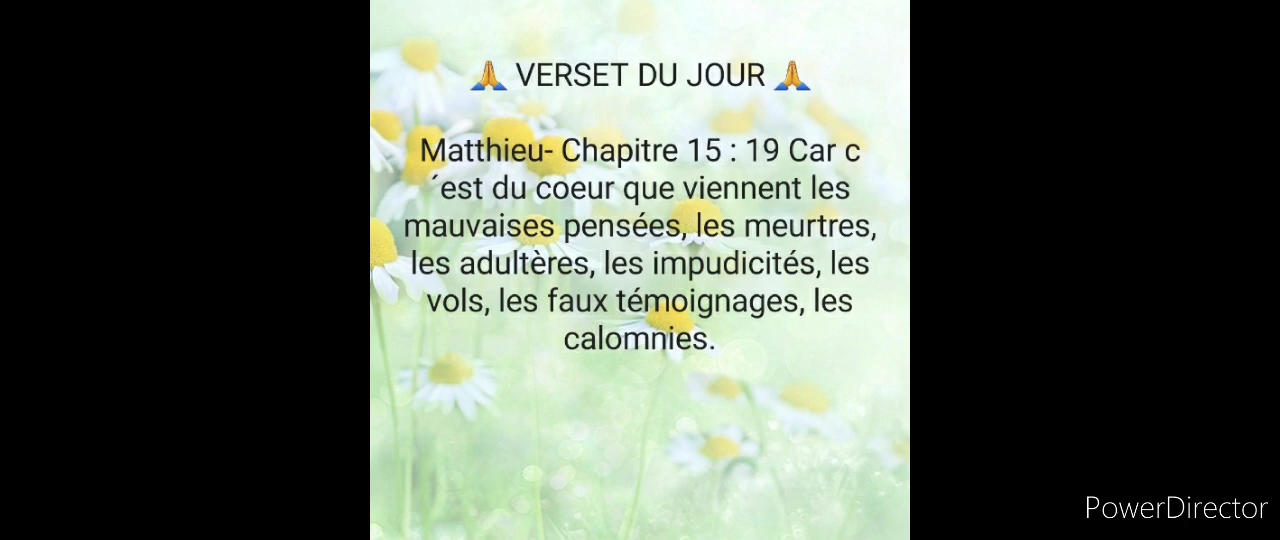 🙏 VERSET DU JOUR 🙏
Matthieu- Chapitre 15 : 19 Car c
´est du coeur que viennent les
mauvaises pensées, les meurtres,
les adultères, les impudicités, les
vols, les faux témoignages, les
calomnies.
PowerDirector